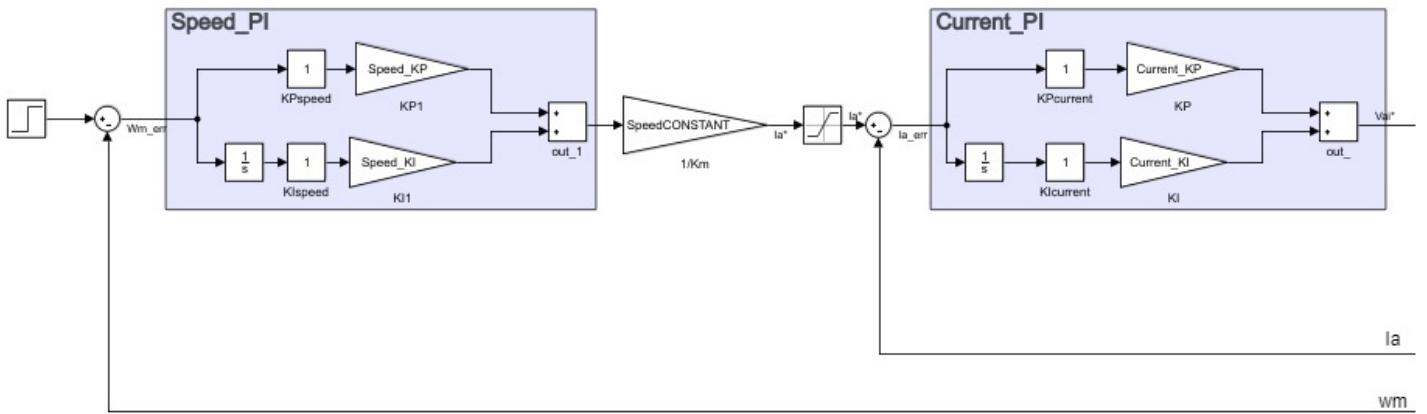 Speed_PI
Current_PI
1
Speed_KP
KPspeed
KP1
1
Current_KP
KPcurrent
KP
+
-
Wm_err
+
+
out_1
SpeedCONSTANT
1/Km
Ia*
Ia*
+
-
Ia_err
+
+
out_
Vai*
1
s
1
Speed_KI
KIspeed
KI1
1
s
1
Current_KI
KIcurrent
KI
Ia
wm